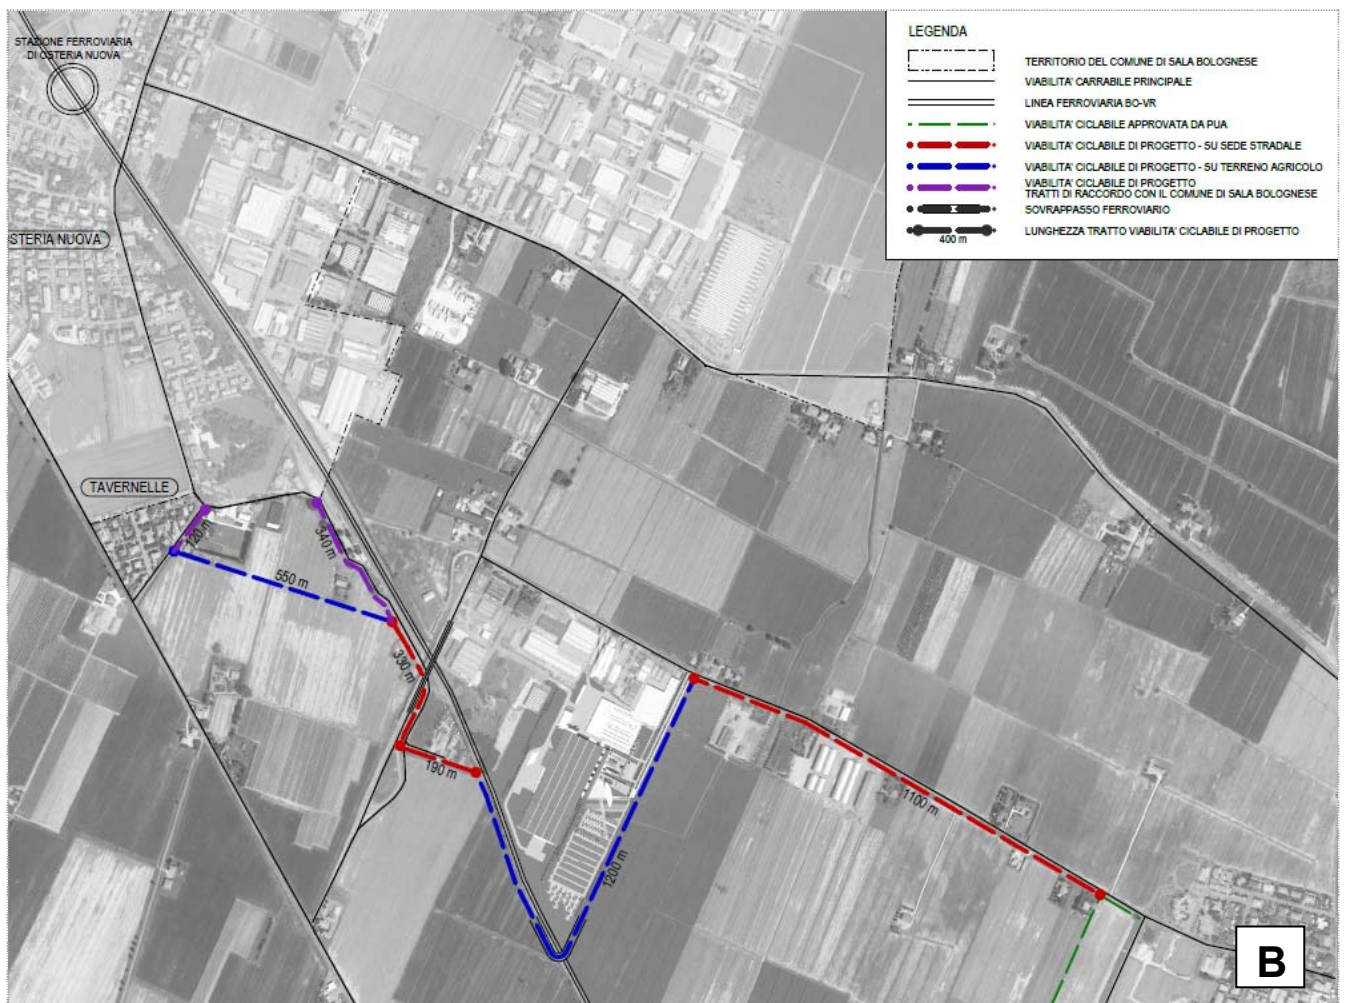 STAZIONE FERROVIARIA
DI OSTERIA NUOVA
STERIA NUOVA
TAVERNELLE
120 m
550 m
340 m
330 m
190 m
1200 m
1100 m
LEGENDA
TERRITORIO DEL COMUNE DI SALA BOLOGNESE
VIABILITA' CARRABILE PRINCIPALE
LINEA FERROVIARIA BO-VR
VIABILITA' CICLABILE APPROVATA DA PUA
VIABILITA' CICLABILE DI PROGETTO - SU SEDE STRADALE
VIABILITA' CICLABILE DI PROGETTO - SU TERRENO AGRICOLO
VIABILITA' CICLABILE DI PROGETTO
TRATTI DI RACCORDO CON IL COMUNE DI SALA BOLOGNESE
SOVRAPPASSO FERROVIARIO
400 m
LUNGHEZZA TRATTO VIABILITA' CICLABILE DI PROGETTO
B